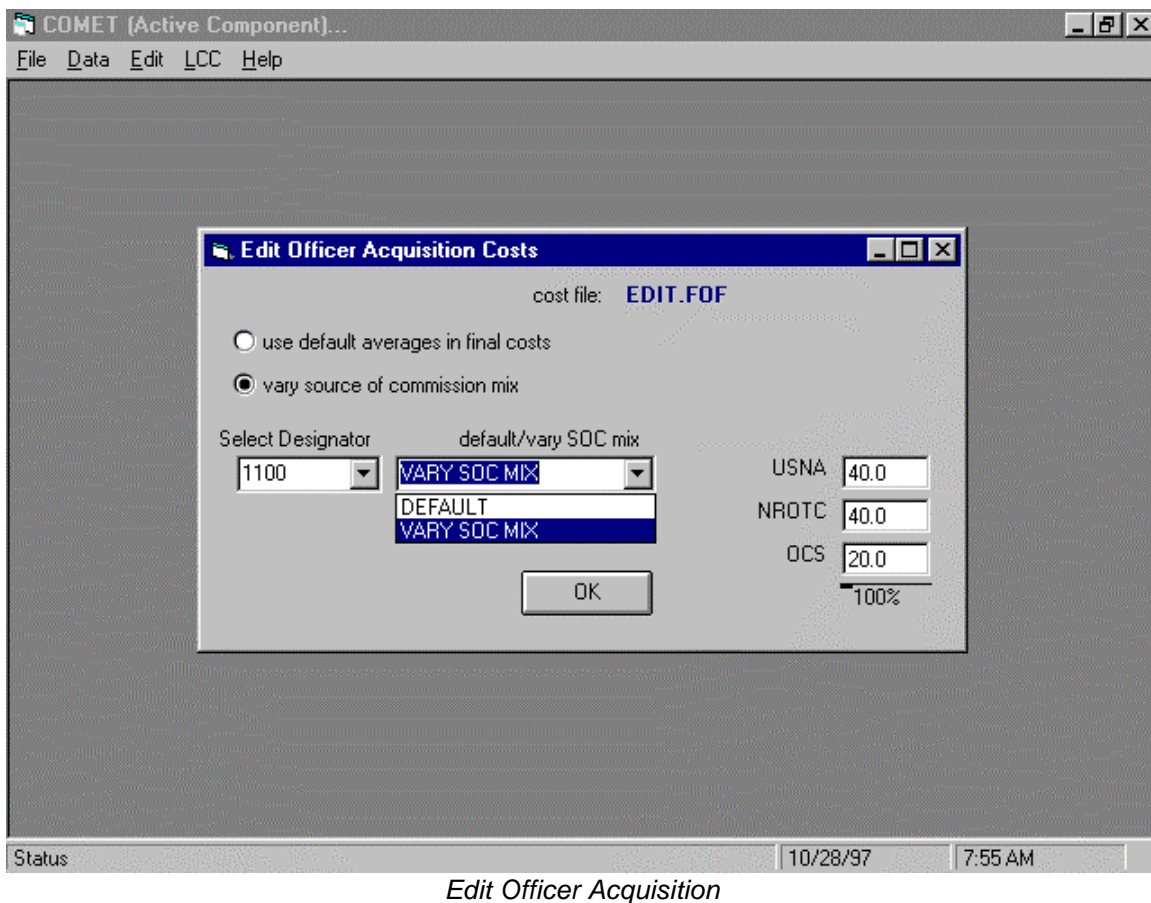 COMET (Active Component)...
File Data Edit LCC Help
Edit Officer Acquisition Costs
cost file: EDIT.FOF
use default averages in final costs
vary source of commission mix
Select Designator default/vary SOC mix
1100 VARY SOC MIX USNA 40.0
DEFAULT
VARY SOC MIX
NROTC 40.0
OCS 20.0
OK
100%
Status 10/28/97 7:55 AM
Edit Officer Acquisition